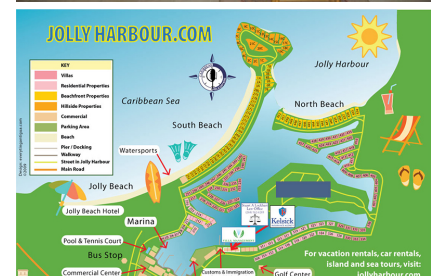 JOLLY HARBOUR.COM
KEY
Villas
Residential Properties
Beachfront Properties
Hillside Properties
Commercial
Parking Area
Beach
Pier / Docking
Walkway
Street in Jolly Harbour
Main Road
Caribbean Sea
Jolly Harbour
North Beach
South Beach
Watersports
Jolly Beach
Jolly Beach Hotel
Marina
Kelsick
Pool & Tennis Court
Bus Stop
Commercial Center
Customs & Immigration
Golf Center
For vacation rentals, car rentals,
island and sea tours, visit:
jollyharbour.com